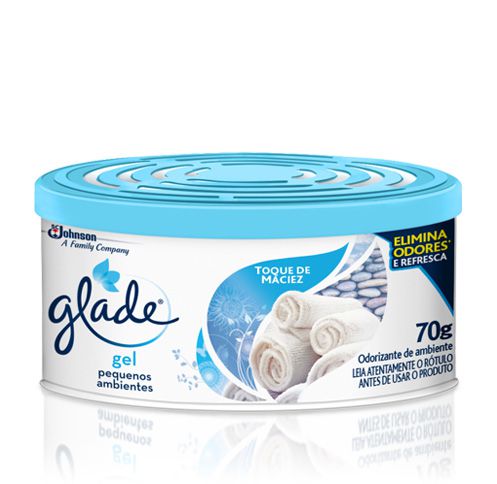 SC Johnson
A Family Company
glade®
gel
pequenos
ambientes
TOQUE DE
MACIEZ
ELIMINA
ODORES*
E REFRESCA
70g
Odorizante de ambiente
LEIA ATENTAMENTE O RÓTULO
ANTES DE USAR O PRODUTO